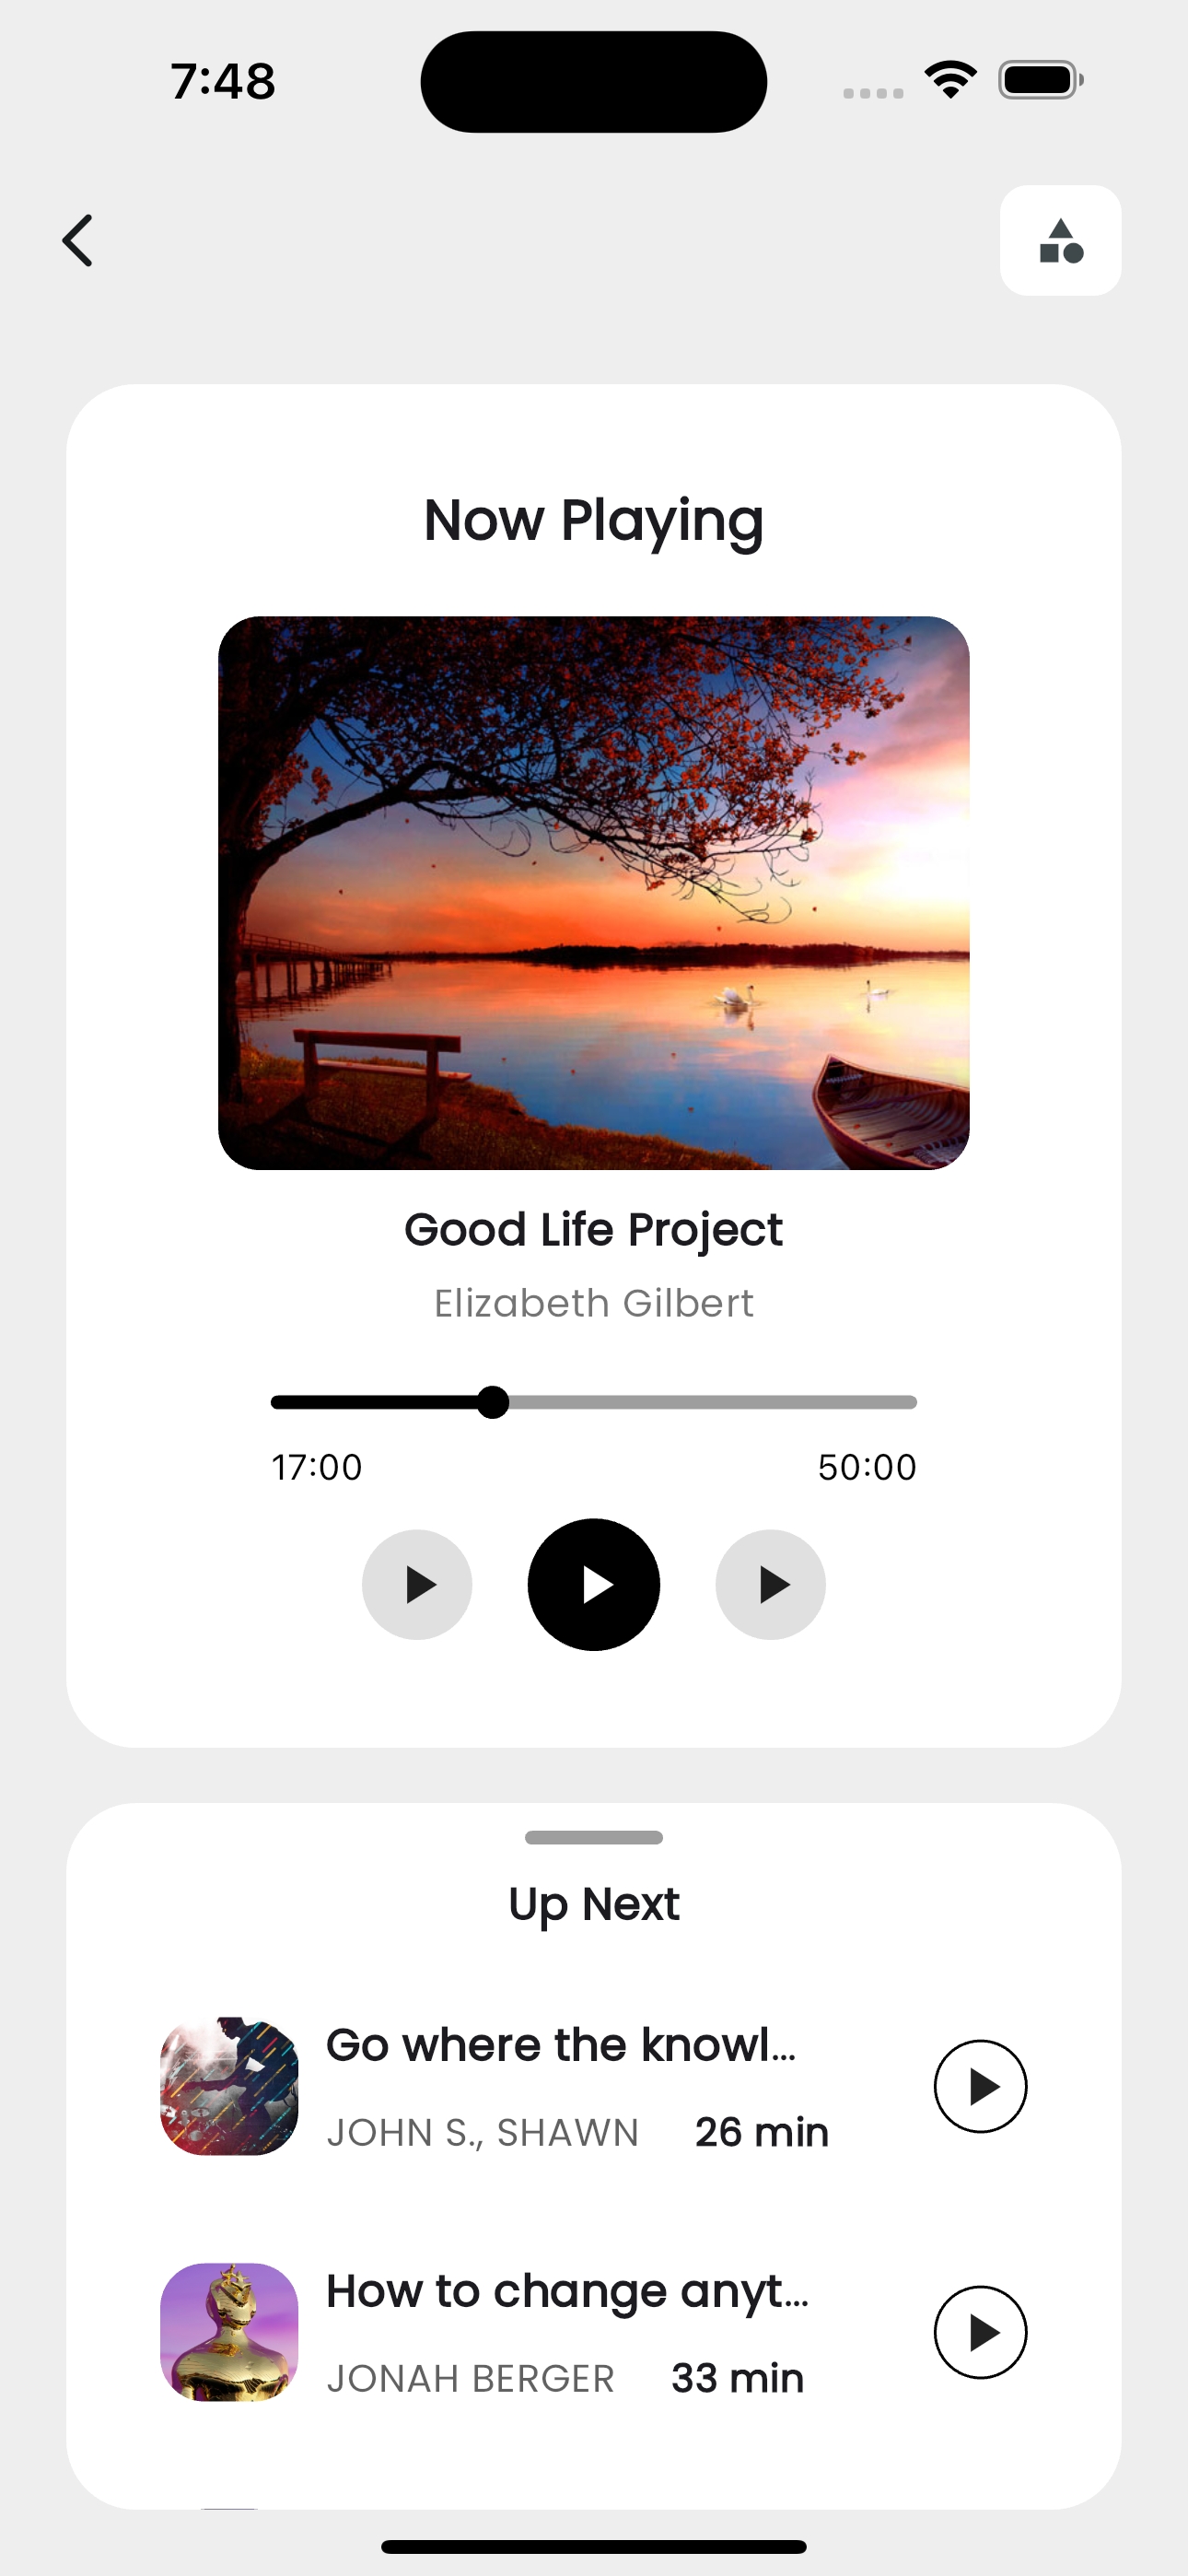 7:48
Now Playing
Good Life Project
Elizabeth Gilbert
17:00 50:00
Up Next
Go where the knowl...
JOHN S., SHAWN 26 min
How to change anyt...
JONAH BERGER 33 min